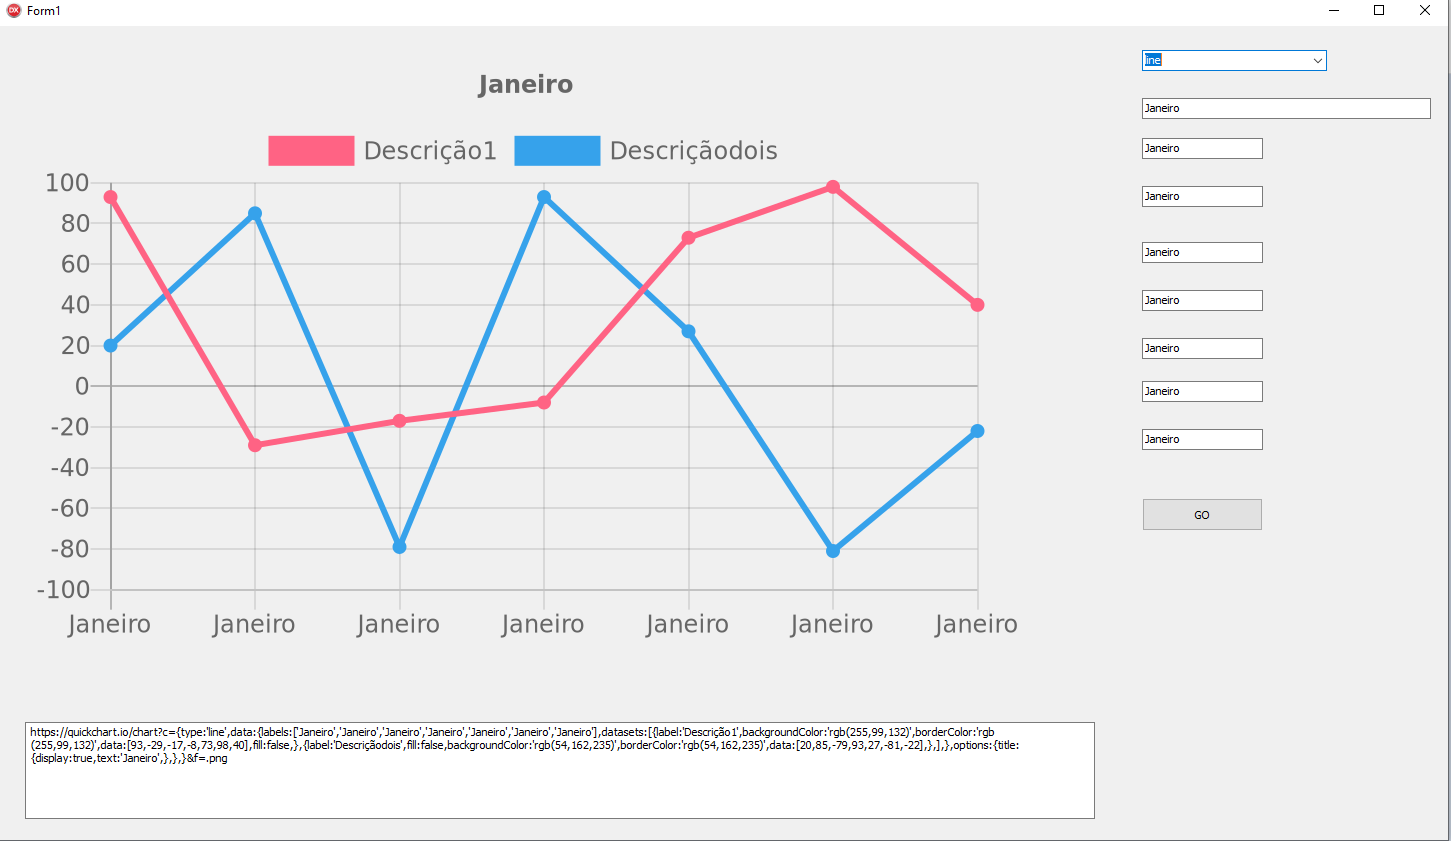 DX Form1
line
Janeiro
Janeiro
Janeiro
Janeiro
Janeiro
Janeiro
Janeiro
Janeiro
GO
Janeiro
Descrição1 Descriçãodois
100
80
60
40
20
0
-20
-40
-60
-80
-100
Janeiro Janeiro Janeiro Janeiro Janeiro Janeiro Janeiro
https://quickchart.io/chart?c={type:'line',data:{labels:['Janeiro','Janeiro','Janeiro','Janeiro','Janeiro','Janeiro','Janeiro'],datasets:[{label:'Descrição1',backgroundColor:'rgb(255,99,132)',borderColor:'rgb
(255,99,132)',data:[93,-29,-17,-8,73,98,40],fill:false,},{label:'Descriçãodois',fill:false,backgroundColor:'rgb(54,162,235)',borderColor:'rgb(54,162,235)',data:[20,85,-79,93,27,-81,-22],},],},options:{title:
{display:true,text:'Janeiro',},},}&f=.png